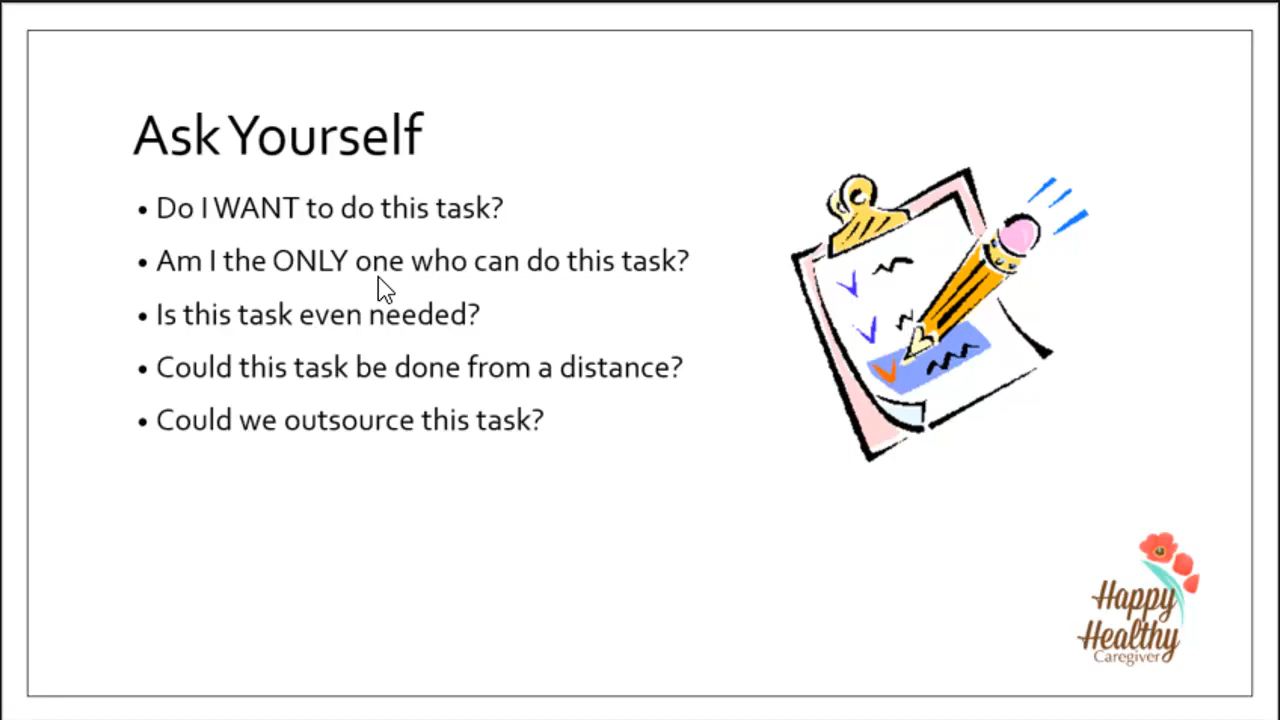 Ask Yourself
• Do I WANT to do this task?
• Am I the ONLY one who can do this task?
• Is this task even needed?
• Could this task be done from a distance?
• Could we outsource this task?
Happy
Healthy
Caregiver